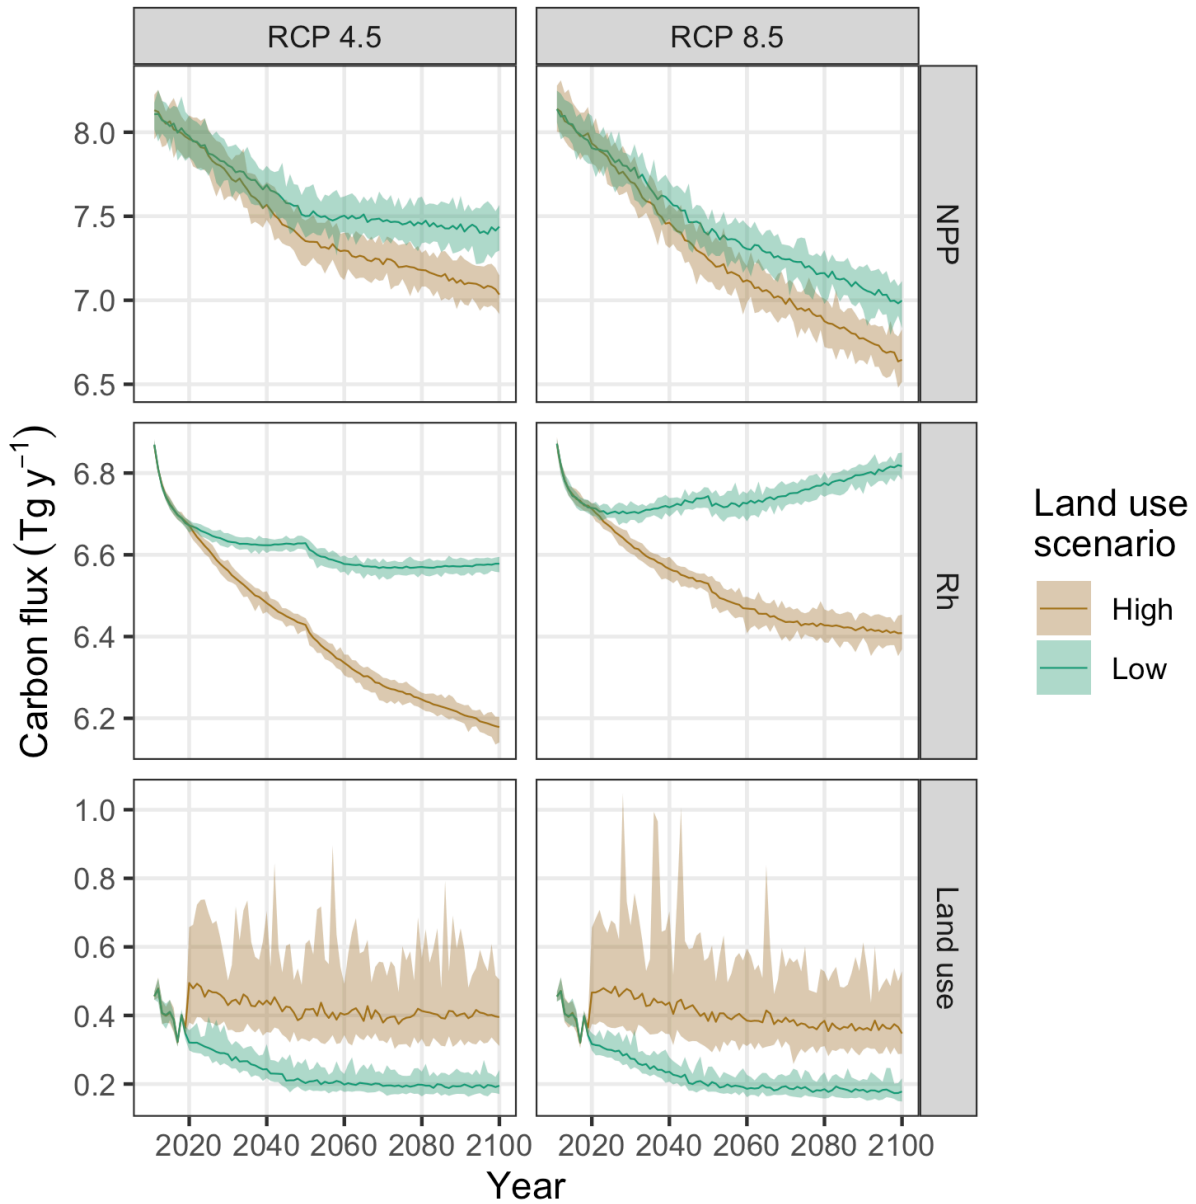 RCP 4.5
RCP 8.5
8.0
7.5
7.0
6.5
NPP
6.8
6.6
6.4
6.2
Rh
1.0
0.8
0.6
0.4
0.2
Land use
2020 2040 2060 2080 2100
2020 2040 2060 2080 2100
Year
Carbon flux (Tg y⁻¹)
Land use
scenario
High
Low